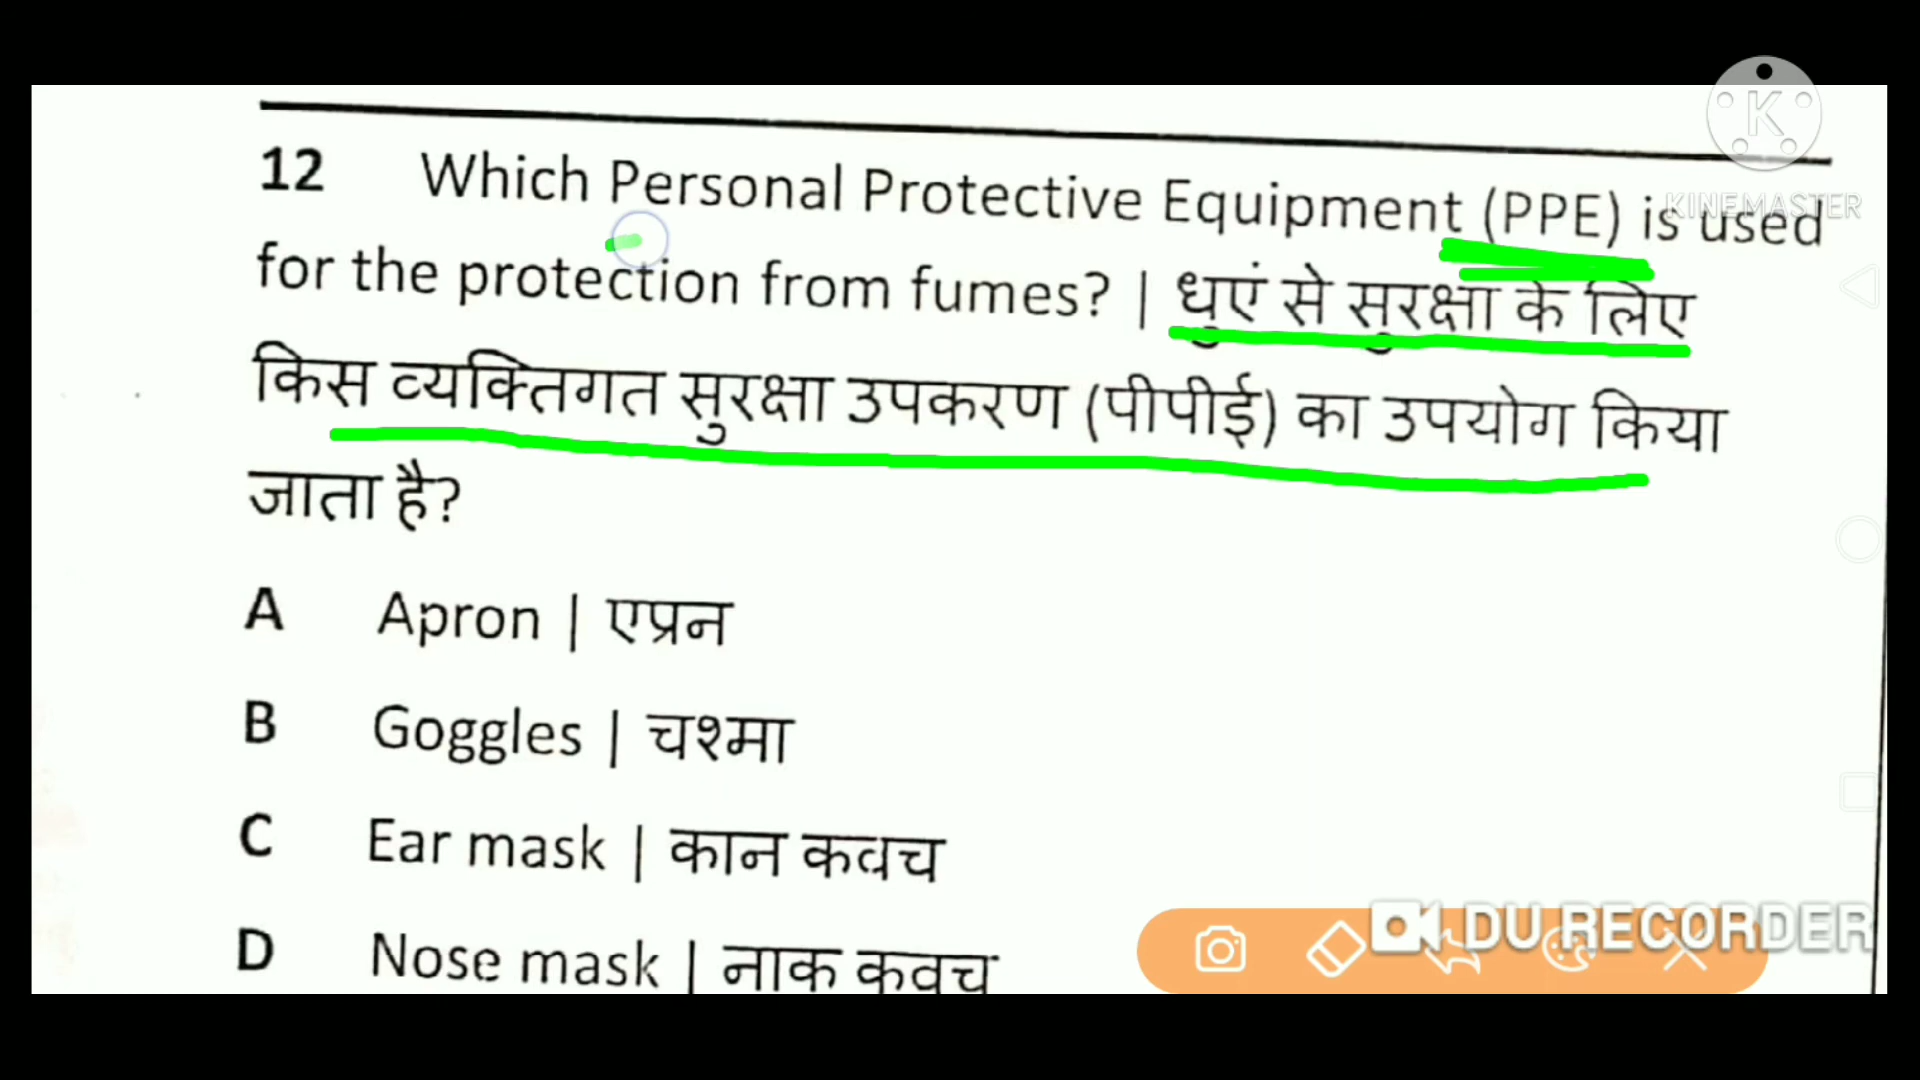 12 Which Personal Protective Equipment (PPE) is used
for the protection from fumes? | धुएं से सुरक्षा के लिए
किस व्यक्तिगत सुरक्षा उपकरण (पीपीई) का उपयोग किया
जाता है?
A Apron | एप्रन
B Goggles | चश्मा
C Ear mask | कान कवच
D Nose mask | नाक कवच
K
KINEMASTER
DU RECORDER